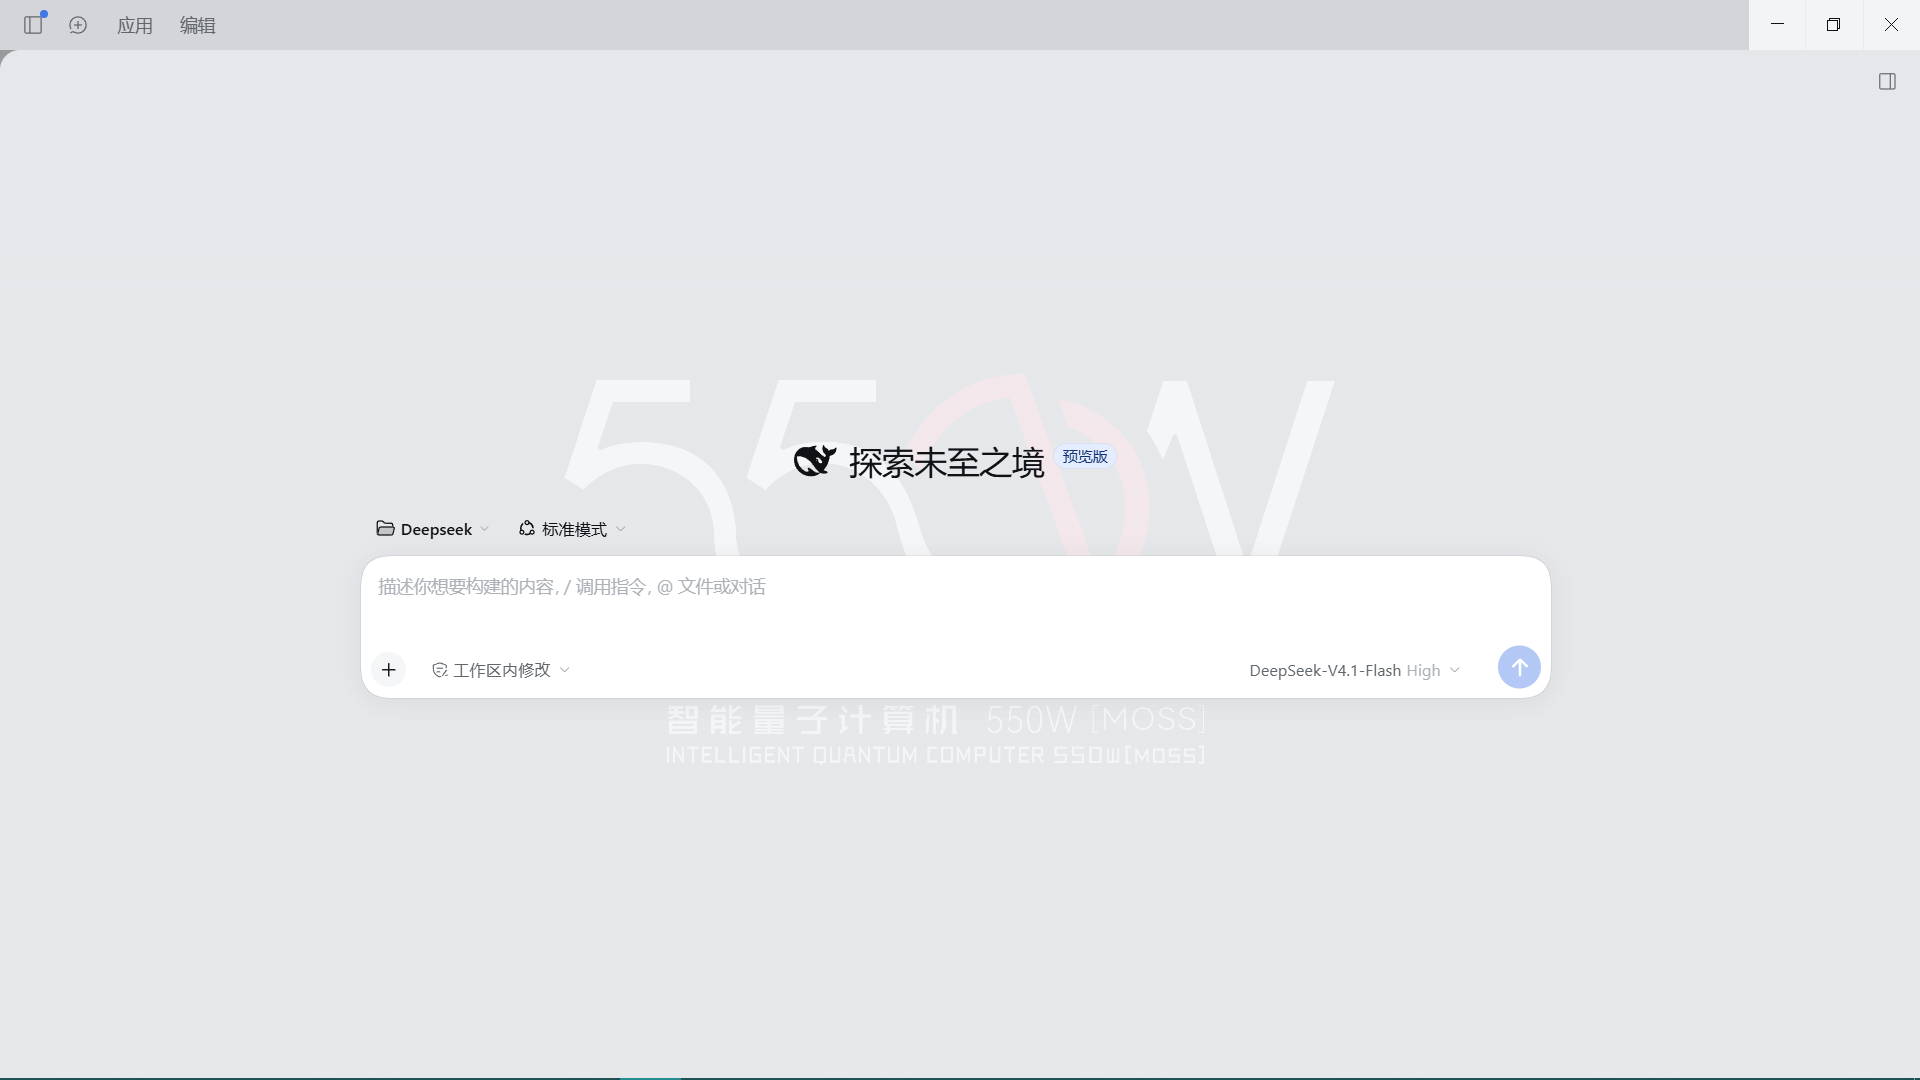 应用 编辑
550W
探索未至之境 预览版
Deepseek 标准模式
描述你想要构建的内容, / 调用指令, @ 文件或对话
工作区内修改 DeepSeek-V4.1-Flash High
智能量子计算机 550W [MOSS]
INTELLIGENT QUANTUM COMPUTER 550W[MOSS]